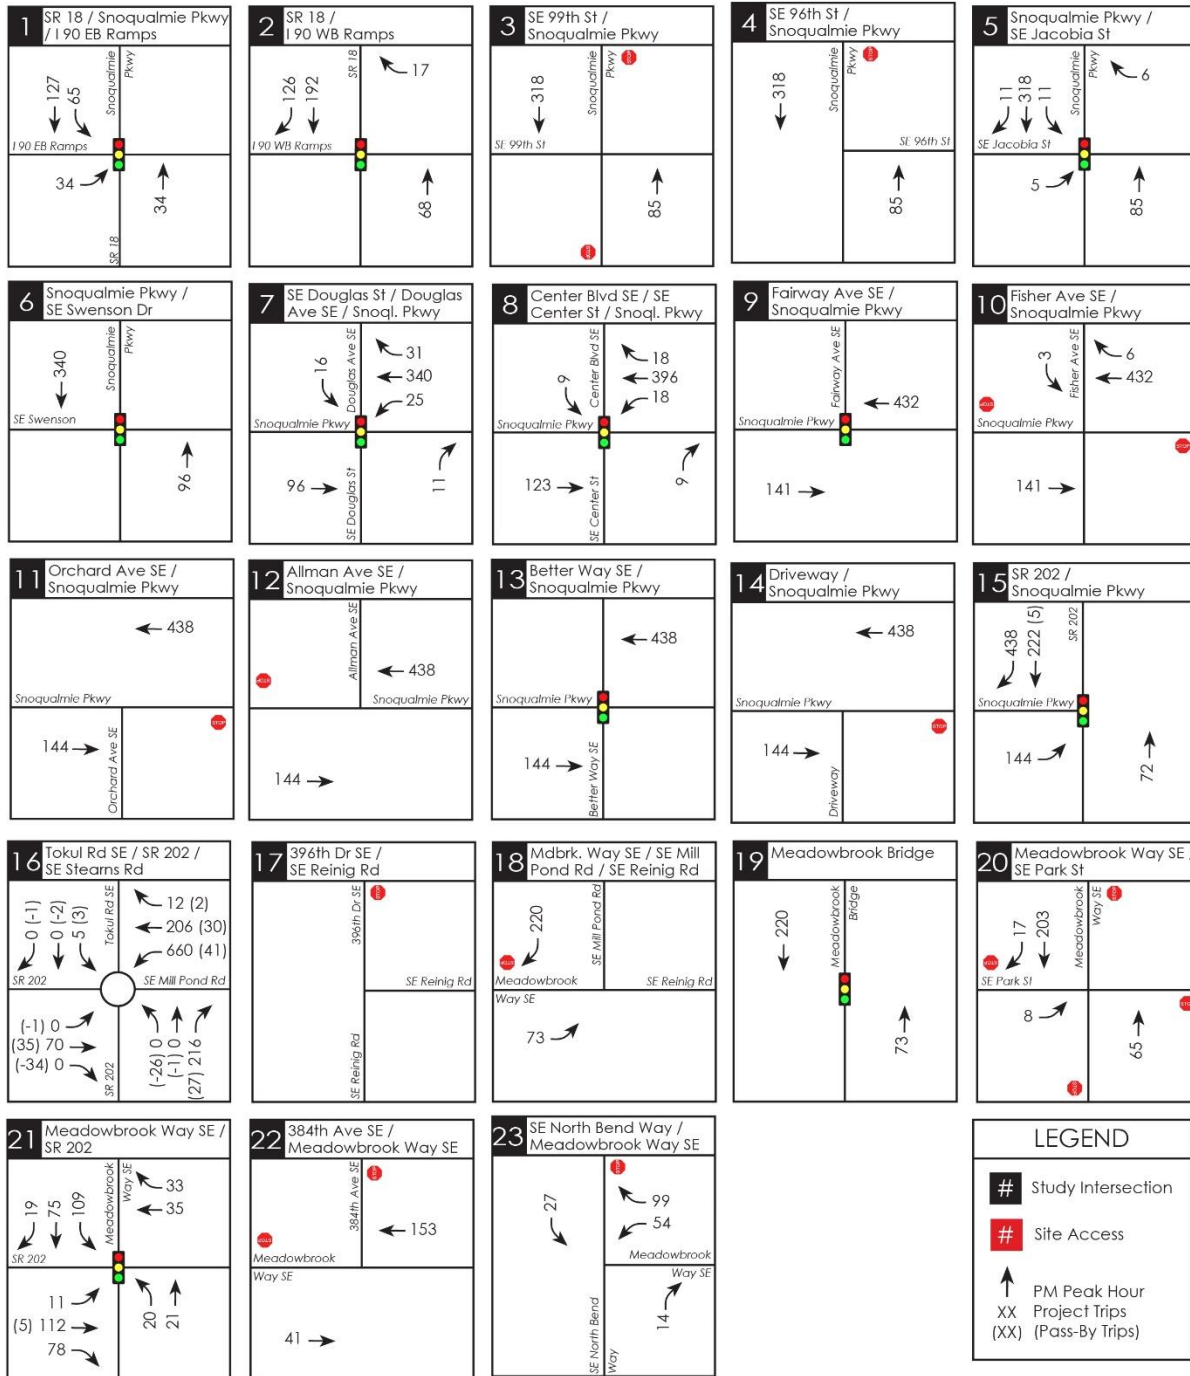 1
SR 18 / Snoqualmie Pkwy
/ I 90 EB Ramps
127
65
Snoqualmie
Pkwy
I 90 EB Ramps
34
34
SR 18
2
SR 18 /
I 90 WB Ramps
126
192
SR 18
17
I 90 WB Ramps
68
3
SE 99th St /
Snoqualmie Pkwy
318
Snoqualmie
Pkwy
STOP
SE 99th St
85
STOP
4
SE 96th St /
Snoqualmie Pkwy
318
Snoqualmie
Pkwy
STOP
SE 96th St
85
5
Snoqualmie Pkwy /
SE Jacobia St
11
318
11
Snoqualmie
Pkwy
6
SE Jacobia St
5
85
6
Snoqualmie Pkwy /
SE Swenson Dr
340
Snoqualmie
Pkwy
SE Swenson
96
7
SE Douglas St / Douglas
Ave SE / Snoql. Pkwy
16
Douglas Ave SE
31
340
25
Snoqualmie Pkwy
96
SE Douglas St
11
8
Center Blvd SE / SE
Center St / Snoql. Pkwy
9
Center Blvd SE
18
396
18
Snoqualmie Pkwy
123
SE Center St
9
9
Fairway Ave SE /
Snoqualmie Pkwy
Fairway Ave SE
432
Snoqualmie Pkwy
141
10
Fisher Ave SE /
Snoqualmie Pkwy
3
Fisher Ave SE
6
432
STOP
Snoqualmie Pkwy
STOP
141
11
Orchard Ave SE /
Snoqualmie Pkwy
438
Snoqualmie Pkwy
STOP
144
Orchard Ave SE
12
Allman Ave SE /
Snoqualmie Pkwy
Allman Ave SE
STOP
438
Snoqualmie Pkwy
144
13
Better Way SE /
Snoqualmie Pkwy
438
Snoqualmie Pkwy
144
Better Way SE
14
Driveway /
Snoqualmie Pkwy
438
Snoqualmie Pkwy
STOP
144
Driveway
15
SR 202 /
Snoqualmie Pkwy
438
222 (5)
SR 202
Snoqualmie Pkwy
144
72
16
Tokul Rd SE / SR 202 /
SE Stearns Rd
0 (-1)
0 (-2)
5 (3)
Tokul Rd SE
12 (2)
206 (30)
660 (41)
SR 202
SE Mill Pond Rd
(-1) 0
(35) 70
(-34) 0
SR 202
(-26) 0
(-1) 0
(27) 216
17
396th Dr SE /
SE Reinig Rd
396th Dr SE
STOP
SE Reinig Rd
SE Reinig Rd
18
Mdbrk. Way SE / SE Mill
Pond Rd / SE Reinig Rd
220
SE Mill Pond Rd
STOP
Meadowbrook
SE Reinig Rd
Way SE
73
19
Meadowbrook Bridge
220
Meadowbrook
Bridge
73
20
Meadowbrook Way SE /
SE Park St
17
203
Meadowbrook
Way SE
STOP
STOP
SE Park St
STOP
8
65
STOP
21
Meadowbrook Way SE /
SR 202
19
75
109
Meadowbrook
Way SE
33
35
SR 202
11
(5) 112
78
20
21
22
384th Ave SE /
Meadowbrook Way SE
384th Ave SE
STOP
153
STOP
Meadowbrook
Way SE
41
23
SE North Bend Way /
Meadowbrook Way SE
27
STOP
99
54
Meadowbrook
Way SE
14
SE North Bend
Way
LEGEND
# Study Intersection
# Site Access
PM Peak Hour
XX Project Trips
(XX) (Pass-By Trips)